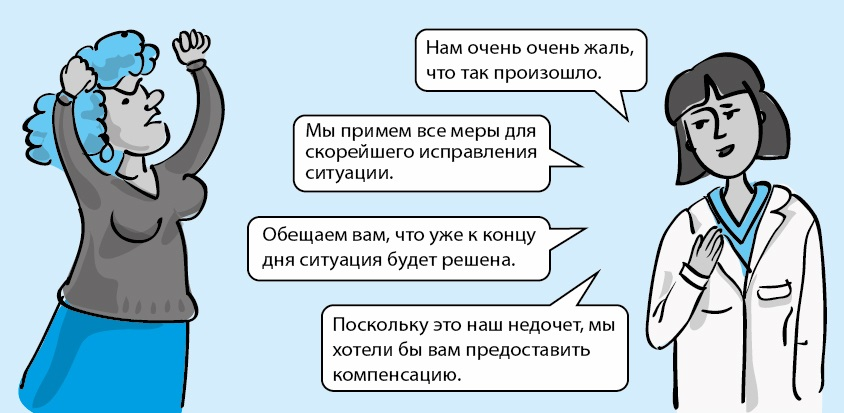 Нам очень очень жаль,
что так произошло.
Мы примем все меры для
скорейшего исправления
ситуации.
Обещаем вам, что уже к концу
дня ситуация будет решена.
Поскольку это наш недочет, мы
хотели бы вам предоставить
компенсацию.